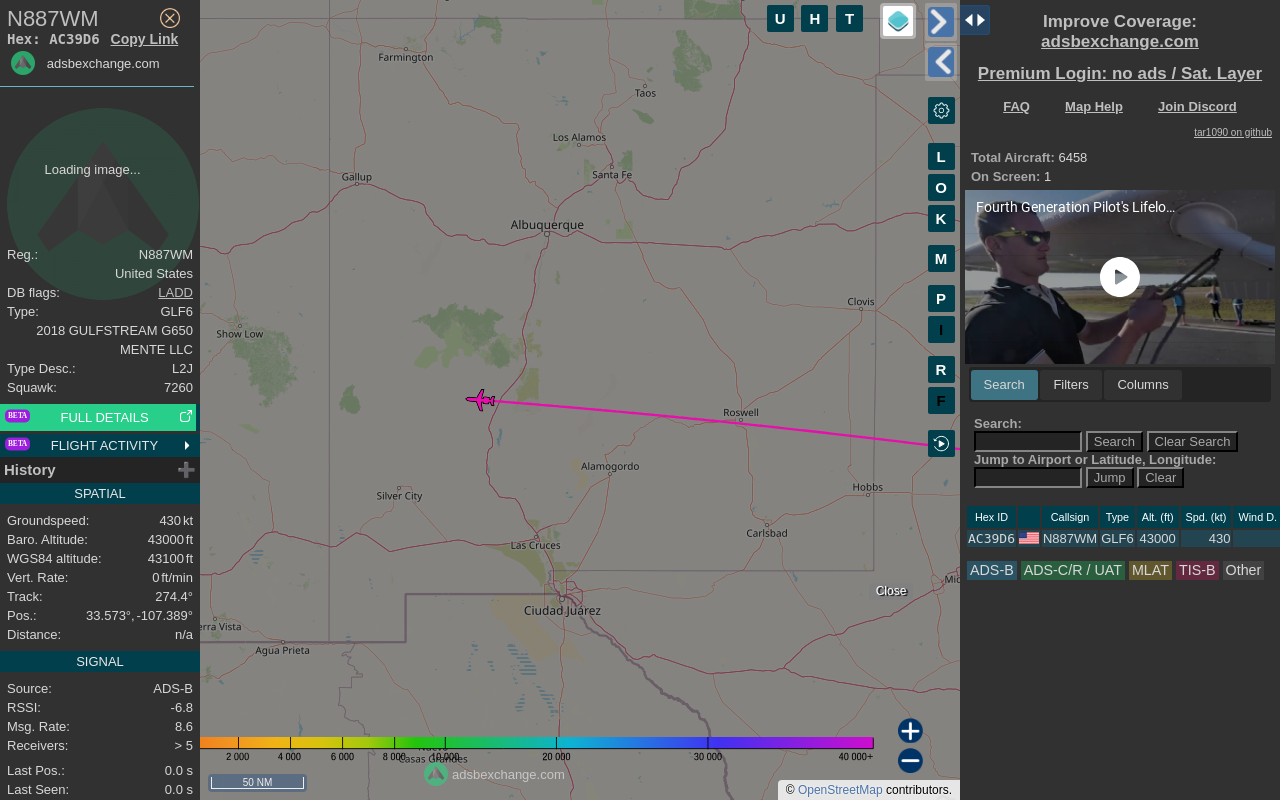 N887WM
Hex: AC39D6 Copy Link
adsbexchange.com
Loading image...
Reg.: N887WM
United States
DB flags: LADD
Type: GLF6
2018 GULFSTREAM G650
MENTE LLC
Type Desc.: L2J
Squawk: 7260
BETA FULL DETAILS
BETA FLIGHT ACTIVITY
History
SPATIAL
Groundspeed: 430 kt
Baro. Altitude: 43000 ft
WGS84 altitude: 43100 ft
Vert. Rate: 0 ft/min
Track: 274.4°
Pos.: 33.573°, -107.389°
Distance: n/a
SIGNAL
Source: ADS-B
RSSI: -6.8
Msg. Rate: 8.6
Receivers: > 5
Last Pos.: 0.0 s
Last Seen: 0.0 s
U H T
Farmington
Taos
Los Alamos
Santa Fe
Gallup
Albuquerque
Clovis
Show Low
Roswell
Alamogordo
Silver City
Hobbs
Carlsbad
Las Cruces
Ciudad Juárez
Agua Prieta
Casas Grandes
L
O
K
M
P
I
R
F
Close
2 000 4 000 6 000 8 000 10 000 20 000 30 000 40 000+
adsbexchange.com
50 NM
© OpenStreetMap contributors.
Improve Coverage:
adsbexchange.com
Premium Login: no ads / Sat. Layer
FAQ Map Help Join Discord
tar1090 on github
Total Aircraft: 6458
On Screen: 1
Fourth Generation Pilot's Lifelo...
Search Filters Columns
Search:
Search Clear Search
Jump to Airport or Latitude, Longitude:
Jump Clear
Hex ID Callsign Type Alt. (ft) Spd. (kt) Wind D.
AC39D6 N887WM GLF6 43000 430
ADS-B ADS-C/R / UAT MLAT TIS-B Other